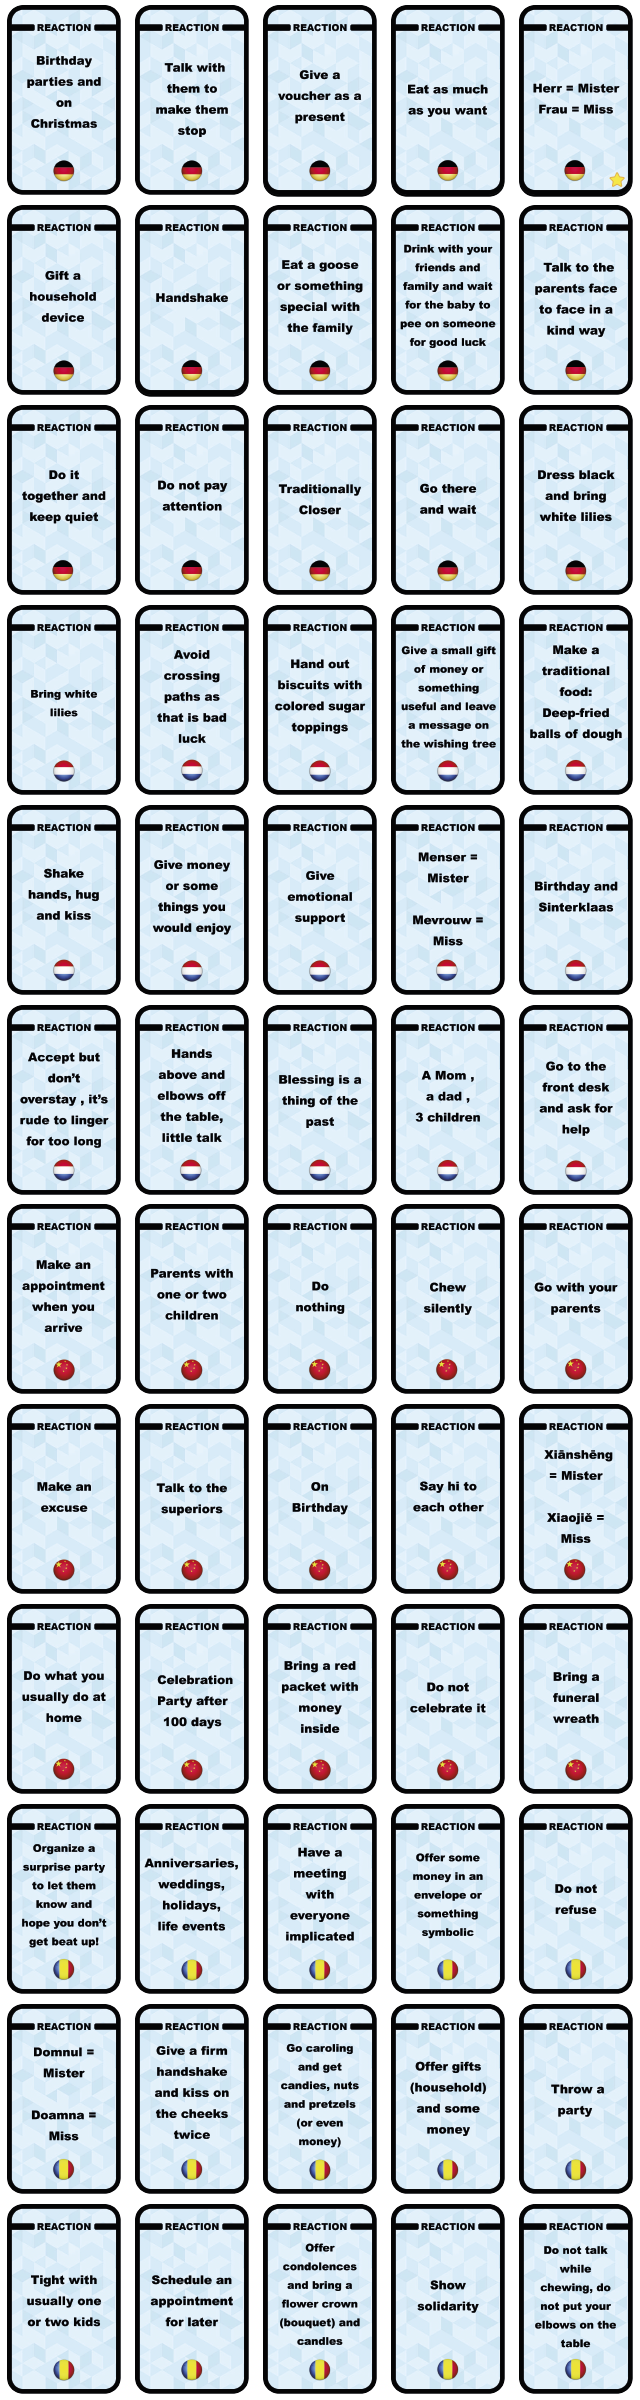 REACTION
Birthday
parties and
on
Christmas
REACTION
Talk with
them to
make them
stop
REACTION
Give a
voucher as a
present
REACTION
Eat as much
as you want
REACTION
Herr = Mister
Frau = Miss
REACTION
Gift a
household
device
REACTION
Handshake
REACTION
Eat a goose
or something
special with
the family
REACTION
Drink with your
friends and
family and wait
for the baby to
pee on someone
for good luck
REACTION
Talk to the
parents face
to face in a
kind way
REACTION
Do it
together and
keep quiet
REACTION
Do not pay
attention
REACTION
Traditionally
Closer
REACTION
Go there
and wait
REACTION
Dress black
and bring
white lilies
REACTION
Bring white
lilies
REACTION
Avoid
crossing
paths as
that is bad
luck
REACTION
Hand out
biscuits with
colored sugar
toppings
REACTION
Give a small gift
of money or
something
useful and leave
a message on
the wishing tree
REACTION
Make a
traditional
food:
Deep-fried
balls of dough
REACTION
Shake
hands, hug
and kiss
REACTION
Give money
or some
things you
would enjoy
REACTION
Give
emotional
support
REACTION
Menser =
Mister
Mevrouw =
Miss
REACTION
Birthday and
Sinterklaas
REACTION
Accept but
don't
overstay , it's
rude to linger
for too long
REACTION
Hands
above and
elbows off
the table,
little talk
REACTION
Blessing is a
thing of the
past
REACTION
A Mom ,
a dad ,
3 children
REACTION
Go to the
front desk
and ask for
help
REACTION
Make an
appointment
when you
arrive
REACTION
Parents with
one or two
children
REACTION
Do
nothing
REACTION
Chew
silently
REACTION
Go with your
parents
REACTION
Make an
excuse
REACTION
Talk to the
superiors
REACTION
On
Birthday
REACTION
Say hi to
each other
REACTION
Xiānshēng
= Mister
Xiaojiě =
Miss
REACTION
Do what you
usually do at
home
REACTION
Celebration
Party after
100 days
REACTION
Bring a red
packet with
money
inside
REACTION
Do not
celebrate it
REACTION
Bring a
funeral
wreath
REACTION
Organize a
surprise party
to let them
know and
hope you don't
get beat up!
REACTION
Anniversaries,
weddings,
holidays,
life events
REACTION
Have a
meeting
with
everyone
implicated
REACTION
Offer some
money in an
envelope or
something
symbolic
REACTION
Do not
refuse
REACTION
Domnul =
Mister
Doamna =
Miss
REACTION
Give a firm
handshake
and kiss on
the cheeks
twice
REACTION
Go caroling
and get
candies, nuts
and pretzels
(or even
money)
REACTION
Offer gifts
(household)
and some
money
REACTION
Throw a
party
REACTION
Tight with
usually one
or two kids
REACTION
Schedule an
appointment
for later
REACTION
Offer
condolences
and bring a
flower crown
(bouquet) and
candles
REACTION
Show
solidarity
REACTION
Do not talk
while
chewing, do
not put your
elbows on the
table